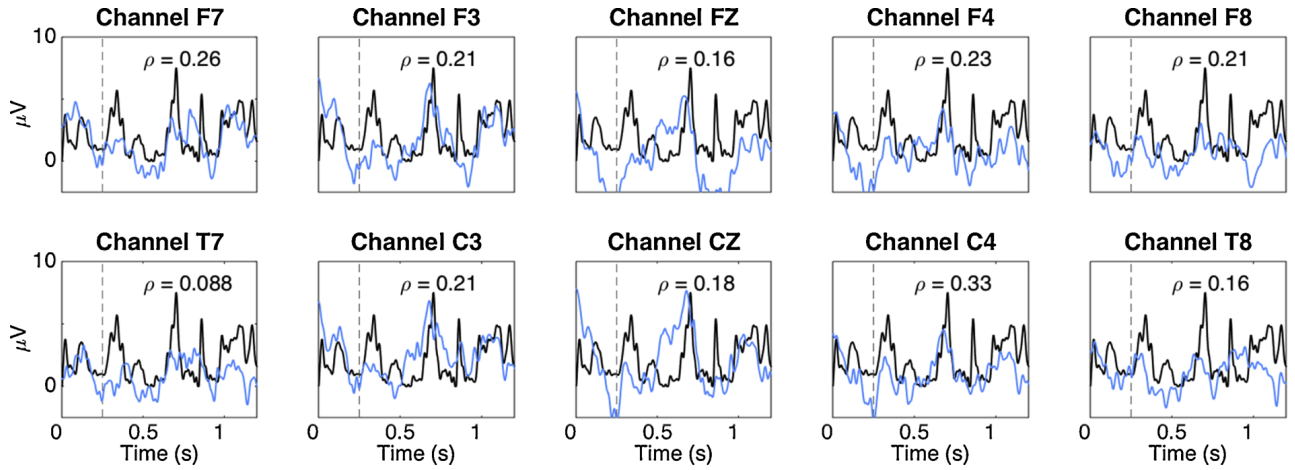 Channel F7 Channel F3 Channel FZ Channel F4 Channel F8
10
ρ = 0.26 ρ = 0.21 ρ = 0.16 ρ = 0.23 ρ = 0.21
μV
0
Channel T7 Channel C3 Channel CZ Channel C4 Channel T8
10
ρ = 0.088 ρ = 0.21 ρ = 0.18 ρ = 0.33 ρ = 0.16
μV
0
0 0.5 1 0 0.5 1 0 0.5 1 0 0.5 1 0 0.5 1
Time (s) Time (s) Time (s) Time (s) Time (s)